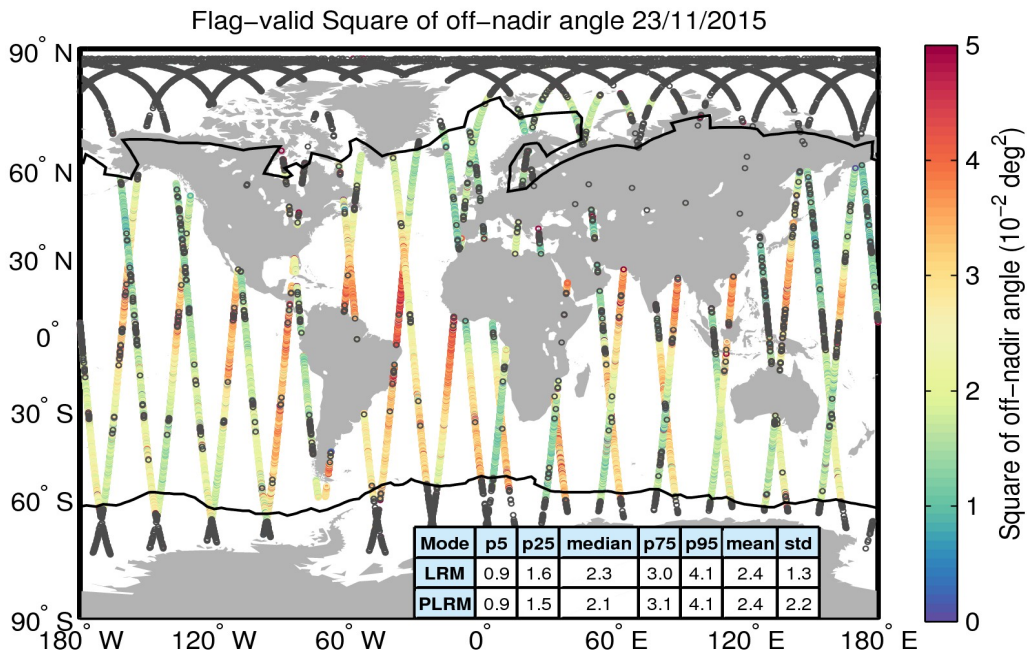 Flag−valid Square of off−nadir angle 23/11/2015
90° N
60° N
30° N
0°
30° S
60° S
90° S
180° W
120° W
60° W
0°
60° E
120° E
180° E
Mode p5 p25 median p75 p95 mean std
LRM 0.9 1.6 2.3 3.0 4.1 2.4 1.3
PLRM 0.9 1.5 2.1 3.1 4.1 2.4 2.2
5
4
3
2
1
0
Square of off−nadir angle (10⁻² deg²)